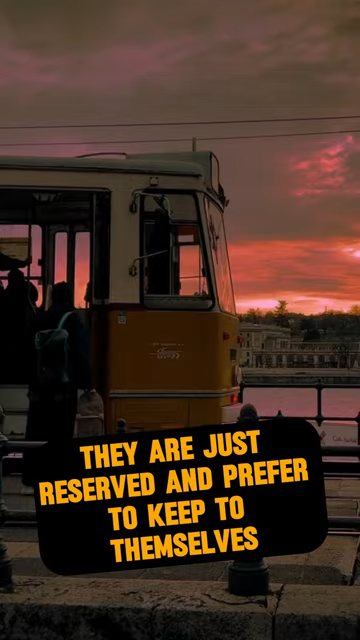 THEY ARE JUST
RESERVED AND PREFER
TO KEEP TO
THEMSELVES